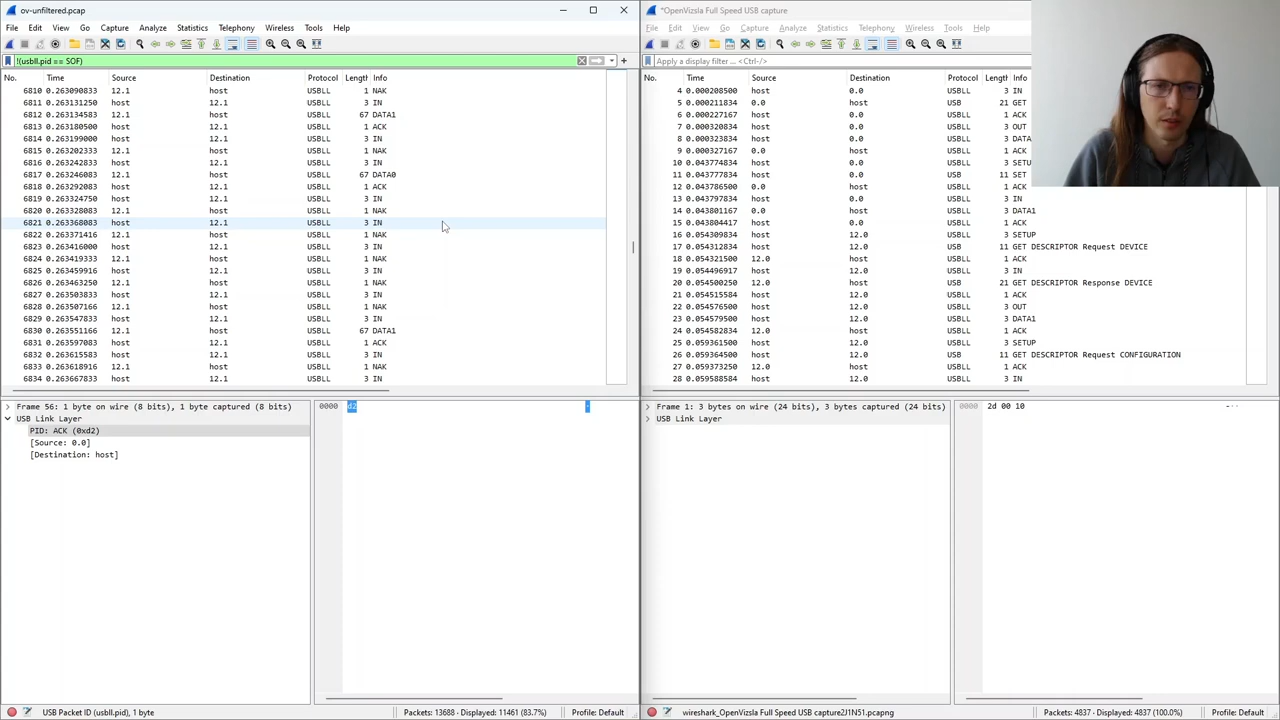 ov-unfiltered.pcap
File Edit View Go Capture Analyze Statistics Telephony Wireless Tools Help
!(usbll.pid == SOF)
No. Time Source Destination Protocol Length Info
6810 0.263090833 12.1 host USBLL 1 NAK
6811 0.263131250 host 12.1 USBLL 3 IN
6812 0.263134583 12.1 host USBLL 67 DATA1
6813 0.263180500 host 12.1 USBLL 1 ACK
6814 0.263199000 host 12.1 USBLL 3 IN
6815 0.263202333 12.1 host USBLL 1 NAK
6816 0.263242833 host 12.1 USBLL 3 IN
6817 0.263246083 12.1 host USBLL 67 DATA0
6818 0.263292083 host 12.1 USBLL 1 ACK
6819 0.263324750 host 12.1 USBLL 3 IN
6820 0.263328083 12.1 host USBLL 1 NAK
6821 0.263368083 host 12.1 USBLL 3 IN
6822 0.263371416 12.1 host USBLL 1 NAK
6823 0.263416000 host 12.1 USBLL 3 IN
6824 0.263419333 12.1 host USBLL 1 NAK
6825 0.263459916 host 12.1 USBLL 3 IN
6826 0.263463250 12.1 host USBLL 1 NAK
6827 0.263503833 host 12.1 USBLL 3 IN
6828 0.263507166 12.1 host USBLL 1 NAK
6829 0.263547833 host 12.1 USBLL 3 IN
6830 0.263551166 12.1 host USBLL 67 DATA1
6831 0.263597083 host 12.1 USBLL 1 ACK
6832 0.263615583 host 12.1 USBLL 3 IN
6833 0.263618916 12.1 host USBLL 1 NAK
6834 0.263667833 host 12.1 USBLL 3 IN
Frame 56: 1 byte on wire (8 bits), 1 byte captured (8 bits)
USB Link Layer
PID: ACK (0xd2)
[Source: 0.0]
[Destination: host]
0000 d2
USB Packet ID (usbll.pid), 1 byte
Packets: 13688 · Displayed: 11461 (83.7%)
Profile: Default
*OpenVizsla Full Speed USB capture
File Edit View Go Capture Analyze Statistics Telephony Wireless Tools Help
Apply a display filter ... <Ctrl-/>
No. Time Source Destination Protocol Length Info
4 0.000208500 host 0.0 USBLL 3 IN
5 0.000211834 0.0 host USB 21 GET
6 0.000227167 host 0.0 USBLL 1 ACK
7 0.000320834 host 0.0 USBLL 3 OUT
8 0.000323834 host 0.0 USBLL 3 DATA
9 0.000327167 0.0 host USBLL 1 ACK
10 0.043774834 host 0.0 USBLL 3 SETU
11 0.043777834 host 0.0 USB 11 SET
12 0.043786500 0.0 host USBLL 1 ACK
13 0.043797834 host 0.0 USBLL 3 IN
14 0.043801167 0.0 host USBLL 3 DATA1
15 0.043804417 host 0.0 USBLL 1 ACK
16 0.054309834 host 12.0 USBLL 3 SETUP
17 0.054312834 host 12.0 USB 11 GET DESCRIPTOR Request DEVICE
18 0.054321500 12.0 host USBLL 1 ACK
19 0.054496917 host 12.0 USBLL 3 IN
20 0.054500250 12.0 host USB 21 GET DESCRIPTOR Response DEVICE
21 0.054515584 host 12.0 USBLL 1 ACK
22 0.054576500 host 12.0 USBLL 3 OUT
23 0.054579500 host 12.0 USBLL 3 DATA1
24 0.054582834 12.0 host USBLL 1 ACK
25 0.059361500 host 12.0 USBLL 3 SETUP
26 0.059364500 host 12.0 USB 11 GET DESCRIPTOR Request CONFIGURATION
27 0.059373250 12.0 host USBLL 1 ACK
28 0.059588584 host 12.0 USBLL 3 IN
Frame 1: 3 bytes on wire (24 bits), 3 bytes captured (24 bits)
USB Link Layer
0000 2d 00 10 -··
wireshark_OpenVizsla Full Speed USB capture2J1N51.pcapng
Packets: 4837 · Displayed: 4837 (100.0%)
Profile: Default